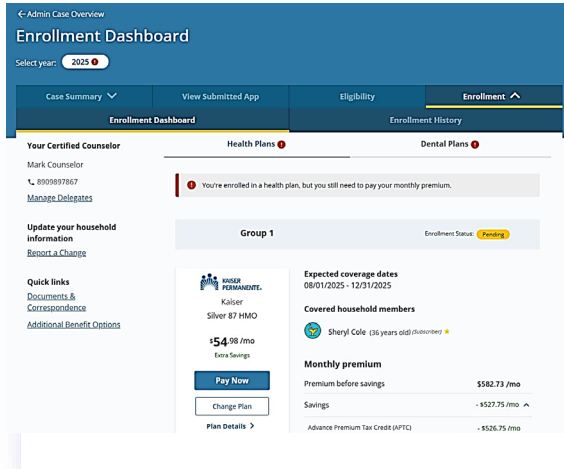 ← Admin Case Overview
Enrollment Dashboard
Select year: 2025
Case Summary
View Submitted App
Eligibility
Enrollment
Enrollment Dashboard
Enrollment History
Your Certified Counselor
Mark Counselor
8909897867
Manage Delegates
Update your household
information
Report a Change
Quick links
Documents &
Correspondence
Additional Benefit Options
Health Plans
Dental Plans
You're enrolled in a health plan, but you still need to pay your monthly premium.
Group 1
Enrollment Status: Pending
KAISER
PERMANENTE.
Kaiser
Silver 87 HMO
$54.98 /mo
Extra Savings
Pay Now
Change Plan
Plan Details >
Expected coverage dates
08/01/2025 - 12/31/2025
Covered household members
Sheryl Cole (36 years old) (Subscriber)
Monthly premium
Premium before savings $582.73 /mo
Savings - $527.75 /mo
Advance Premium Tax Credit (APTC) - $526.75 /mo